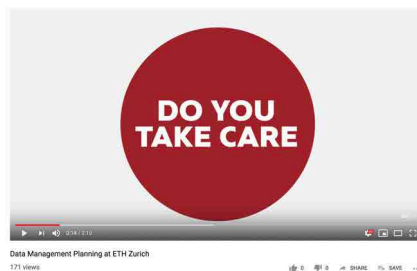 DO YOU
TAKE CARE
0:14 / 2:10
Data Management Planning at ETH Zurich
171 views
0
0
SHARE
SAVE